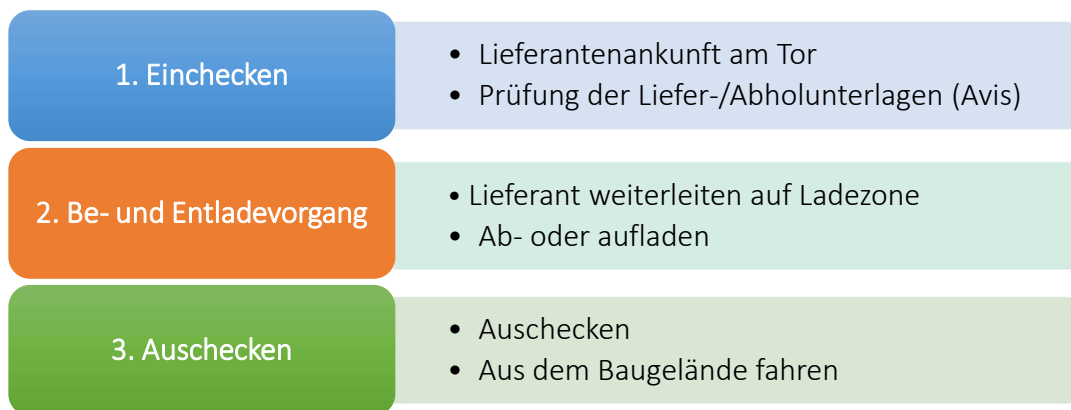 1. Einchecken
• Lieferantenankunft am Tor
• Prüfung der Liefer-/Abholunterlagen (Avis)
2. Be- und Entladevorgang
• Lieferant weiterleiten auf Ladezone
• Ab- oder aufladen
3. Auschecken
• Auschecken
• Aus dem Baugelände fahren